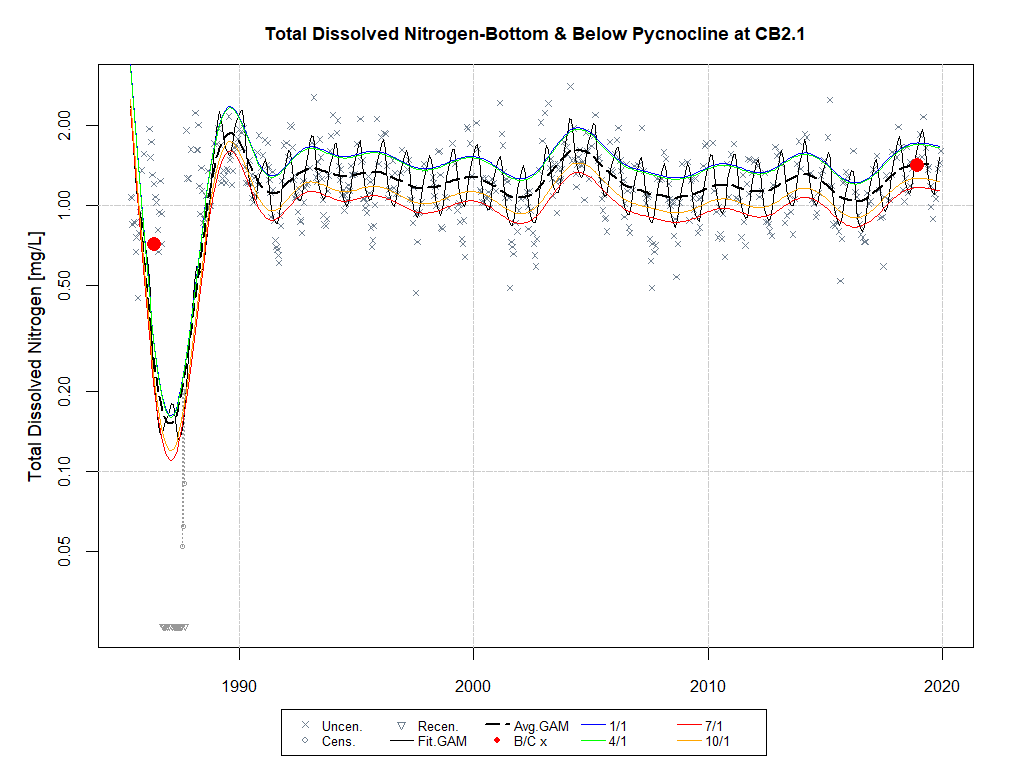 Total Dissolved Nitrogen-Bottom & Below Pycnocline at CB2.1
Total Dissolved Nitrogen [mg/L]
2.00
1.00
0.50
0.20
0.10
0.05
1990 2000 2010 2020
Uncen. Recen. Avg.GAM 1/1 7/1
Cens. Fit.GAM B/C x 4/1 10/1